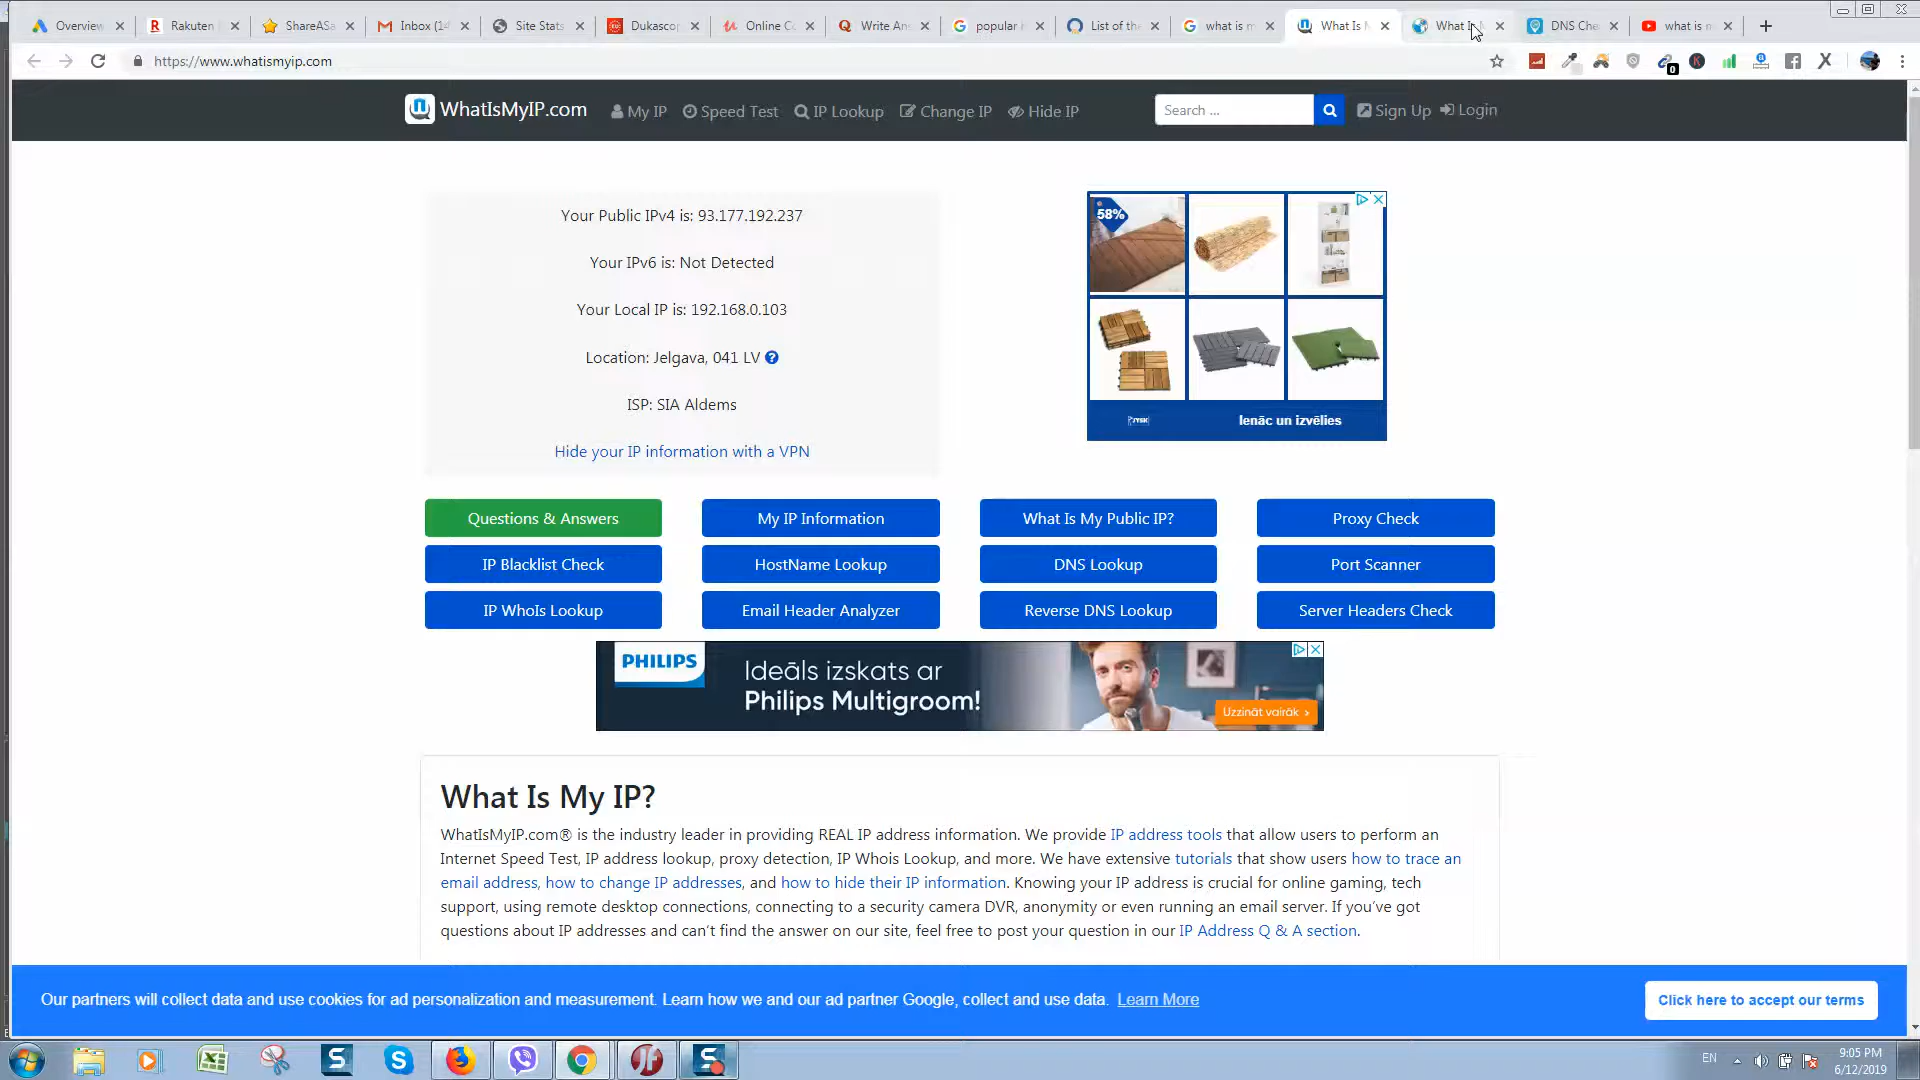 Overview
Rakuten
ShareASa
Inbox (14
Site Stats
Dukascop
Online Co
Write An
popular i
List of the
what is m
What Is M
What Is
DNS Che
what is m
https://www.whatismyip.com
0
WhatIsMyIP.com
My IP
Speed Test
IP Lookup
Change IP
Hide IP
Search ...
Sign Up
Login
Your Public IPv4 is: 93.177.192.237
Your IPv6 is: Not Detected
Your Local IP is: 192.168.0.103
Location: Jelgava, 041 LV
ISP: SIA Aldems
Hide your IP information with a VPN
58%
JYSK
Ienāc un izvēlies
Questions & Answers
My IP Information
What Is My Public IP?
Proxy Check
IP Blacklist Check
HostName Lookup
DNS Lookup
Port Scanner
IP WhoIs Lookup
Email Header Analyzer
Reverse DNS Lookup
Server Headers Check
PHILIPS
Ideāls izskats ar
Philips Multigroom!
Uzzināt vairāk >
What Is My IP?
WhatIsMyIP.com® is the industry leader in providing REAL IP address information. We provide IP address tools that allow users to perform an
Internet Speed Test, IP address lookup, proxy detection, IP Whois Lookup, and more. We have extensive tutorials that show users how to trace an
email address, how to change IP addresses, and how to hide their IP information. Knowing your IP address is crucial for online gaming, tech
support, using remote desktop connections, connecting to a security camera DVR, anonymity or even running an email server. If you've got
questions about IP addresses and can't find the answer on our site, feel free to post your question in our IP Address Q & A section.
Our partners will collect data and use cookies for ad personalization and measurement. Learn how we and our ad partner Google, collect and use data. Learn More
Click here to accept our terms
EN
9:05 PM
6/12/2019